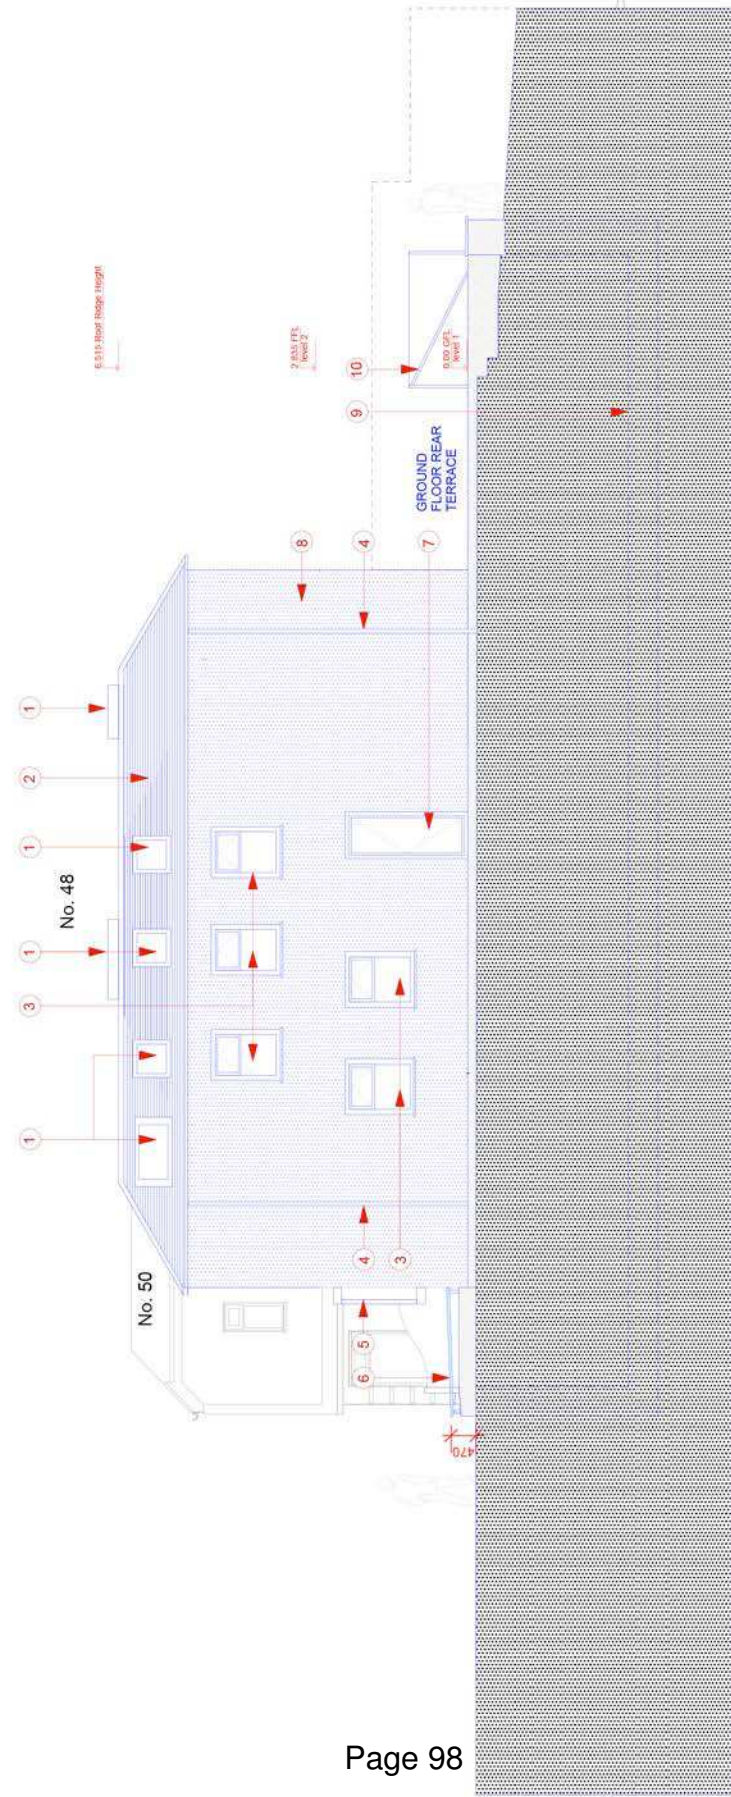 6.515 Roof Ridge Height
2.835 FFL
level 2
0.00 GFL
level 1
1
2
1
1
1
No. 48
No. 50
3
8
4
7
10
9
GROUND
FLOOR REAR
TERRACE
4
3
5
6
470
Page 98